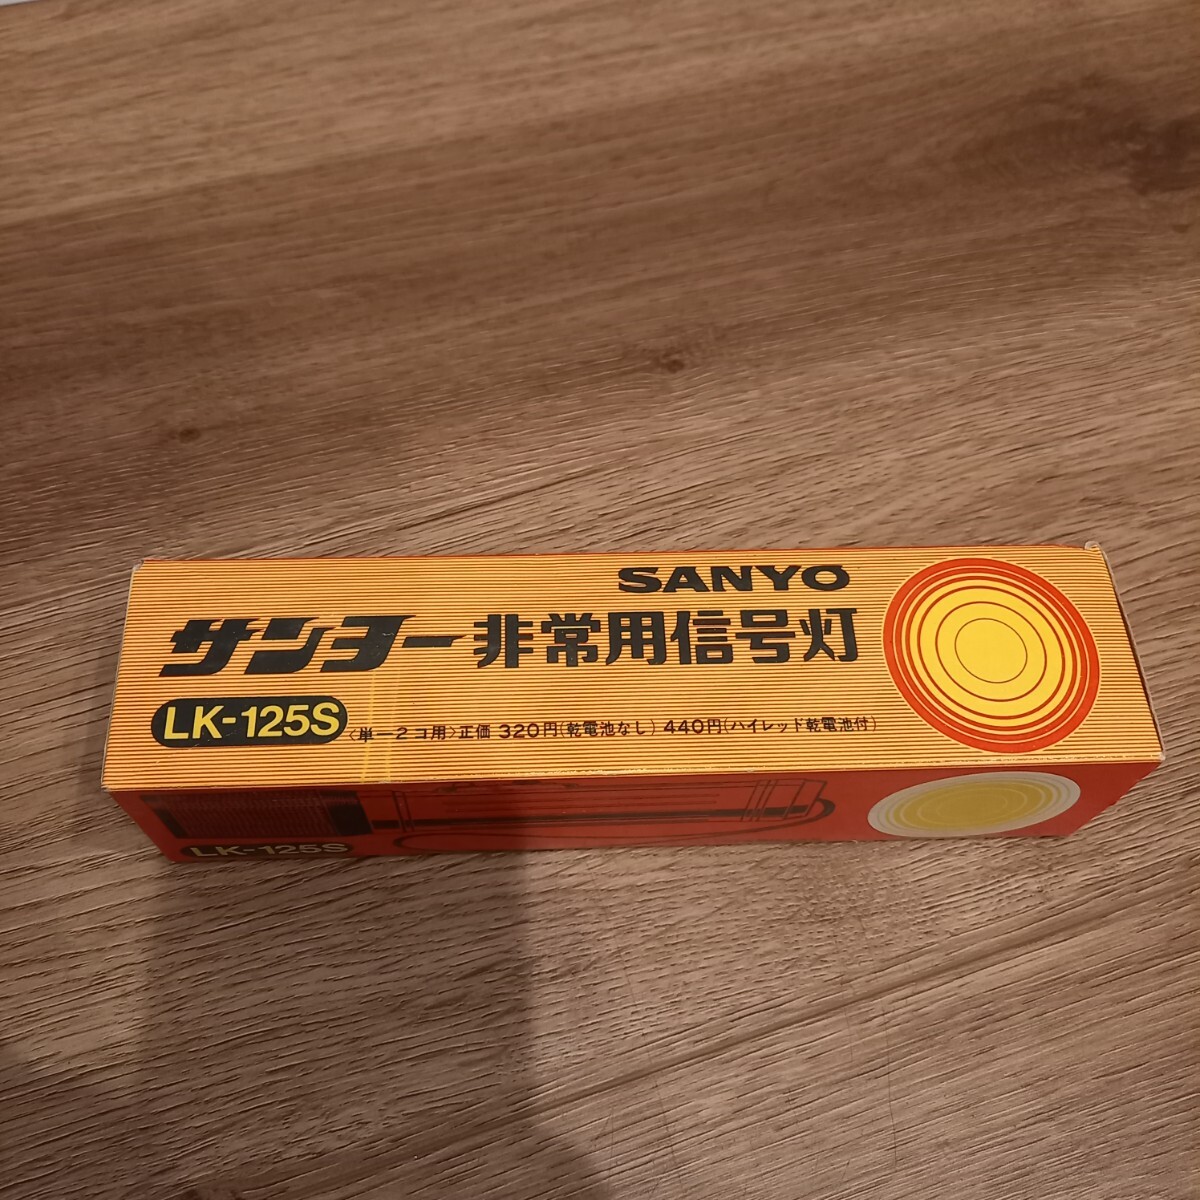 SANYO
サンヨー非常用信号灯
LK-125S 〈単一2コ用〉正価 320円(乾電池なし) 440円(ハイレッド乾電池付)
LK-125S